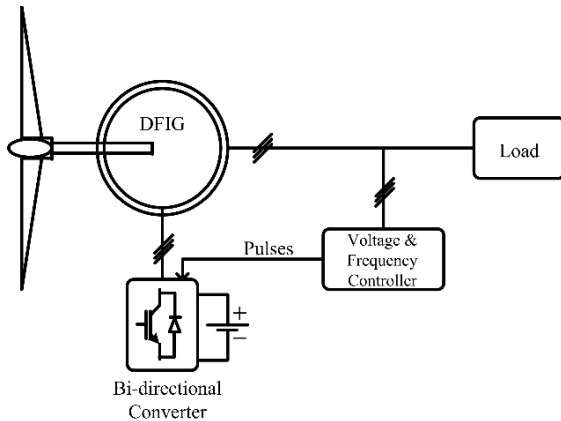 DFIG
Load
Pulses
Voltage &
Frequency
Controller
+
−
Bi-directional
Converter